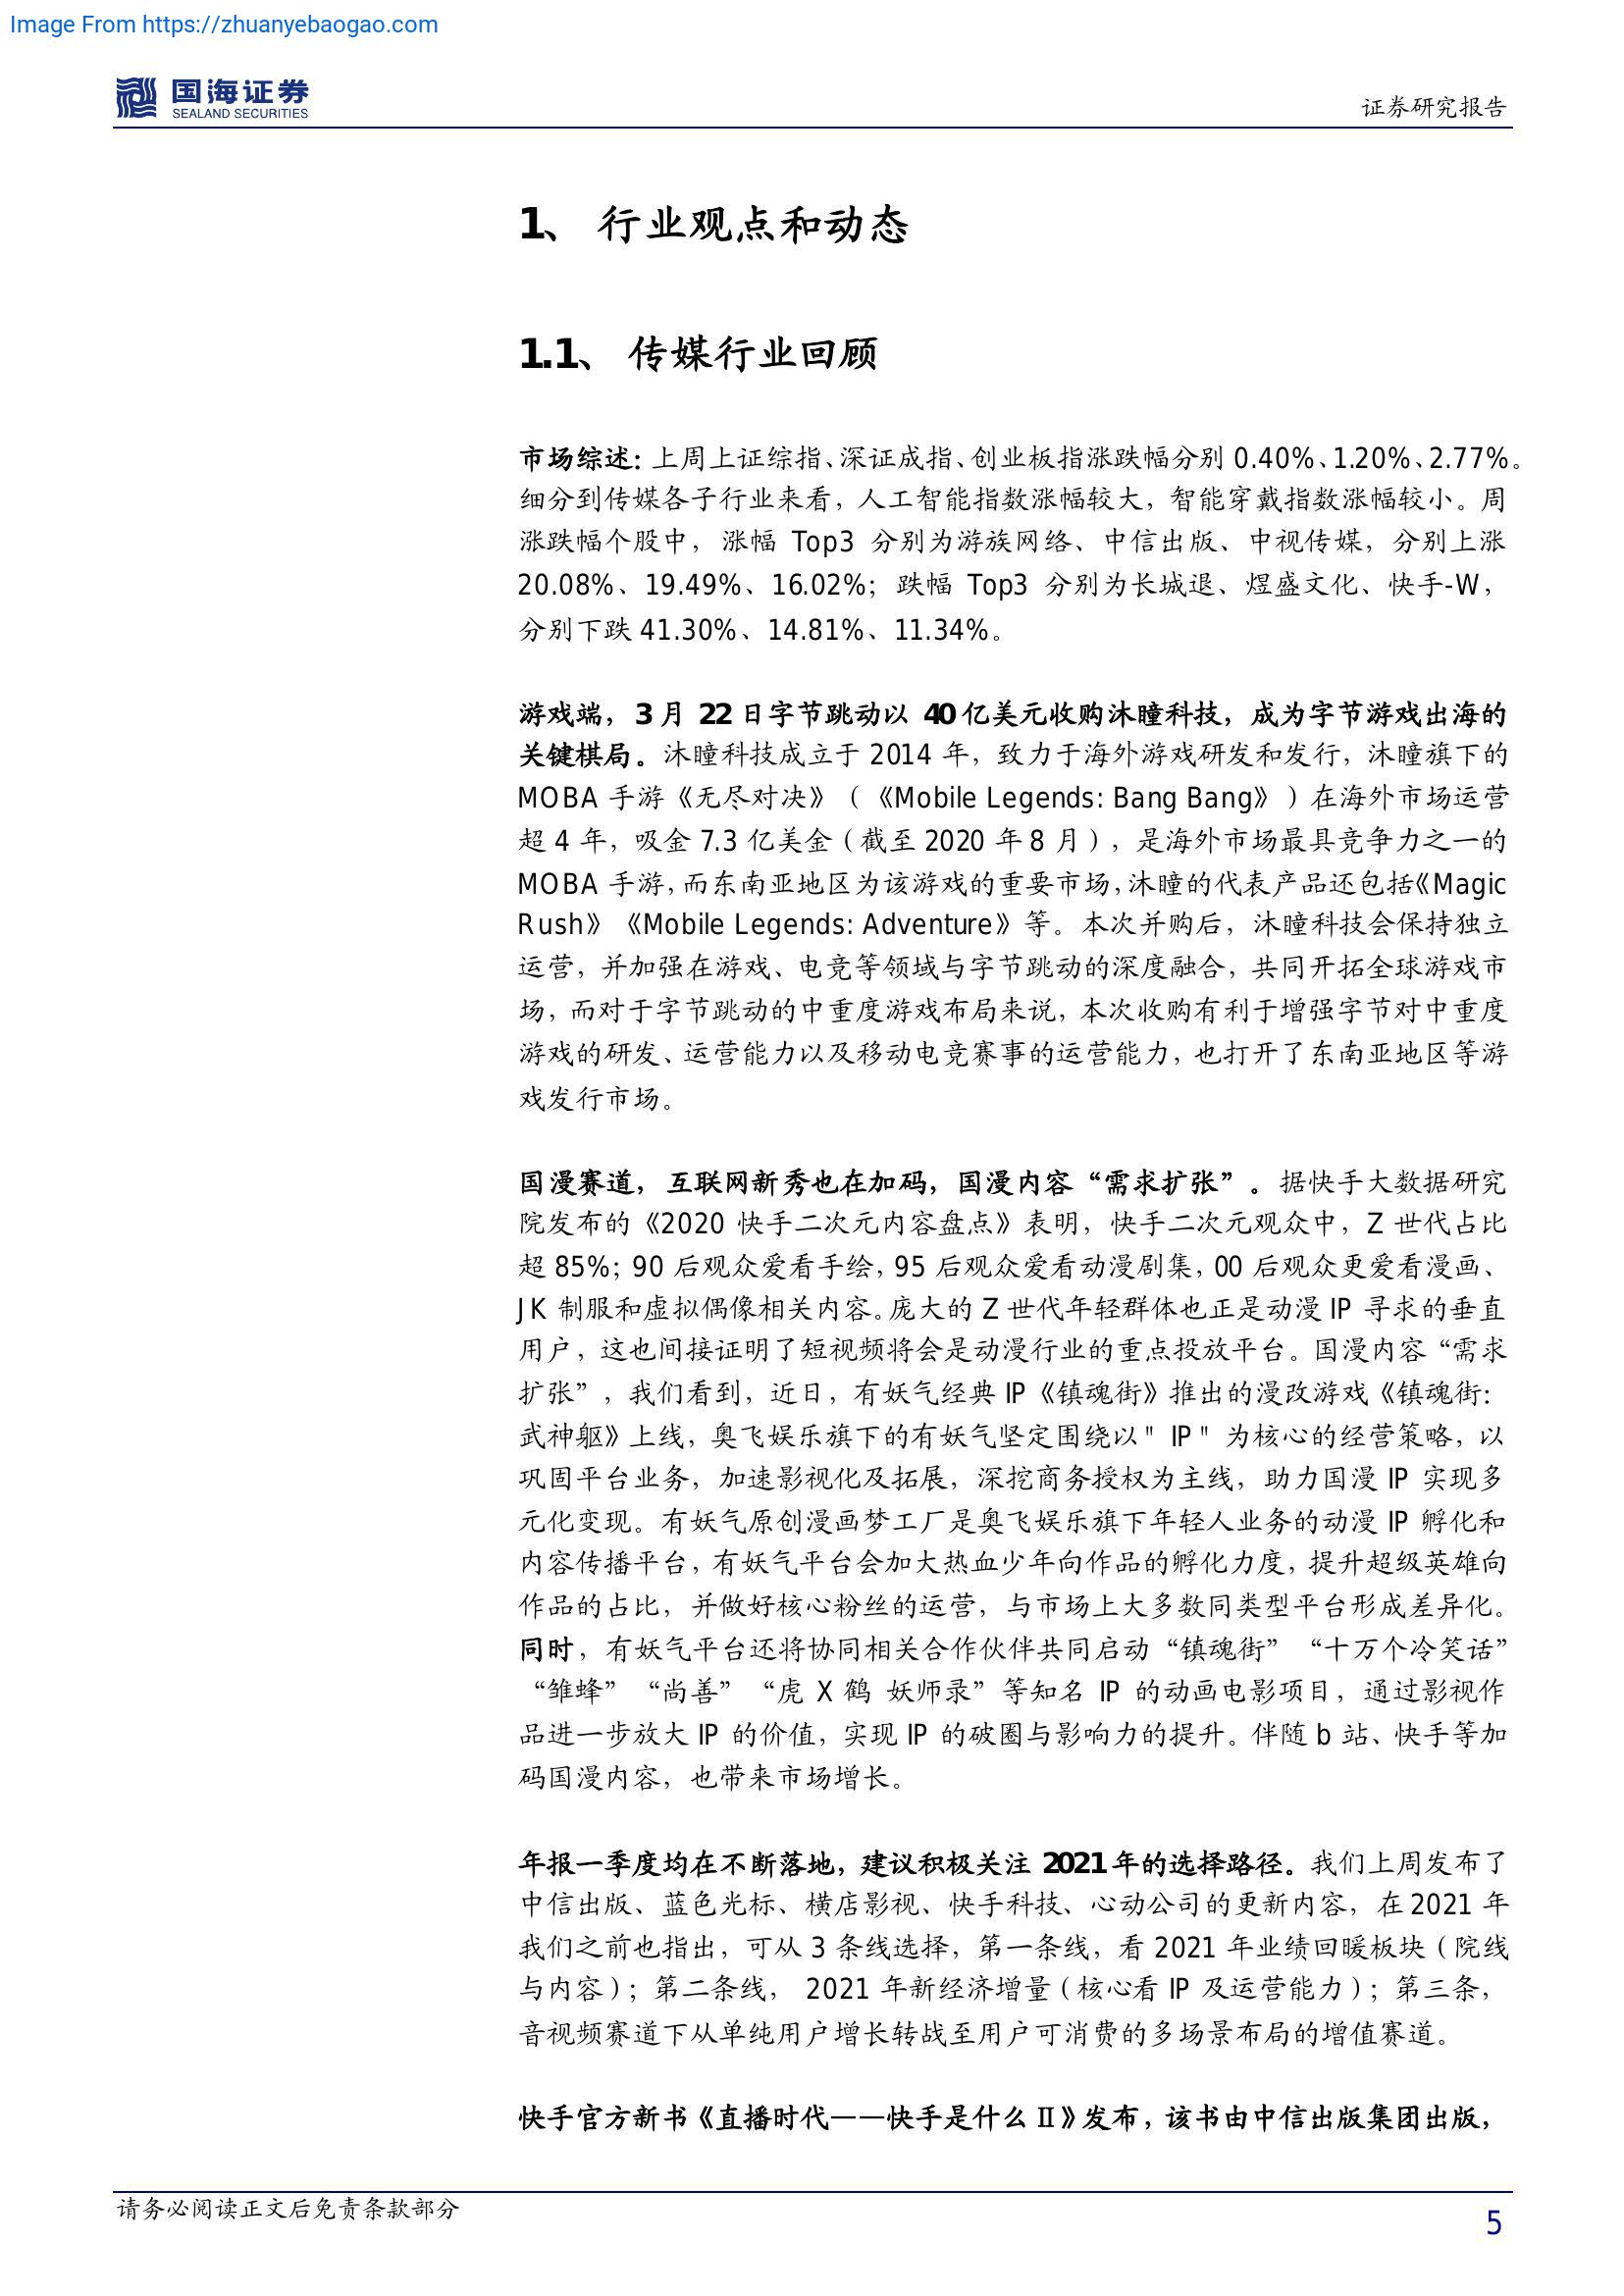 Image From https://zhuanyebaogao.com
国海证券
SEALAND SECURITIES
证券研究报告
1、 行业观点和动态
1.1、 传媒行业回顾
市场综述：上周上证综指、深证成指、创业板指涨跌幅分别 0.40%、1.20%、2.77%。
细分到传媒各子行业来看，人工智能指数涨幅较大，智能穿戴指数涨幅较小。周
涨跌幅个股中，涨幅 Top3 分别为游族网络、中信出版、中视传媒，分别上涨
20.08%、19.49%、16.02%；跌幅 Top3 分别为长城退、煜盛文化、快手-W，
分别下跌 41.30%、14.81%、11.34%。
游戏端，3 月 22 日字节跳动以 40 亿美元收购沐瞳科技，成为字节游戏出海的
关键棋局。沐瞳科技成立于 2014 年，致力于海外游戏研发和发行，沐瞳旗下的
MOBA 手游《无尽对决》（《Mobile Legends: Bang Bang》）在海外市场运营
超 4 年，吸金 7.3 亿美金（截至 2020 年 8 月），是海外市场最具竞争力之一的
MOBA 手游，而东南亚地区为该游戏的重要市场，沐瞳的代表产品还包括《Magic
Rush》《Mobile Legends: Adventure》等。本次并购后，沐瞳科技会保持独立
运营，并加强在游戏、电竞等领域与字节跳动的深度融合，共同开拓全球游戏市
场，而对于字节跳动的中重度游戏布局来说，本次收购有利于增强字节对中重度
游戏的研发、运营能力以及移动电竞赛事的运营能力，也打开了东南亚地区等游
戏发行市场。
国漫赛道，互联网新秀也在加码，国漫内容“需求扩张”。据快手大数据研究
院发布的《2020 快手二次元内容盘点》表明，快手二次元观众中，Z 世代占比
超 85%；90 后观众爱看手绘，95 后观众爱看动漫剧集，00 后观众更爱看漫画、
JK 制服和虚拟偶像相关内容。庞大的 Z 世代年轻群体也正是动漫 IP 寻求的垂直
用户，这也间接证明了短视频将会是动漫行业的重点投放平台。国漫内容“需求
扩张”，我们看到，近日，有妖气经典 IP《镇魂街》推出的漫改游戏《镇魂街：
武神躯》上线，奥飞娱乐旗下的有妖气坚定围绕以" IP " 为核心的经营策略，以
巩固平台业务，加速影视化及拓展，深挖商务授权为主线，助力国漫 IP 实现多
元化变现。有妖气原创漫画梦工厂是奥飞娱乐旗下年轻人业务的动漫 IP 孵化和
内容传播平台，有妖气平台会加大热血少年向作品的孵化力度，提升超级英雄向
作品的占比，并做好核心粉丝的运营，与市场上大多数同类型平台形成差异化。
同时，有妖气平台还将协同相关合作伙伴共同启动“镇魂街”“十万个冷笑话”
“雏蜂”“尚善”“虎 X 鹤 妖师录”等知名 IP 的动画电影项目，通过影视作
品进一步放大 IP 的价值，实现 IP 的破圈与影响力的提升。伴随 b 站、快手等加
码国漫内容，也带来市场增长。
年报一季度均在不断落地，建议积极关注 2021 年的选择路径。我们上周发布了
中信出版、蓝色光标、横店影视、快手科技、心动公司的更新内容，在 2021 年
我们之前也指出，可从 3 条线选择，第一条线，看 2021 年业绩回暖板块（院线
与内容）；第二条线， 2021 年新经济增量（核心看 IP 及运营能力）；第三条，
音视频赛道下从单纯用户增长转战至用户可消费的多场景布局的增值赛道。
快手官方新书《直播时代——快手是什么 II》发布，该书由中信出版集团出版，
请务必阅读正文后免责条款部分
5